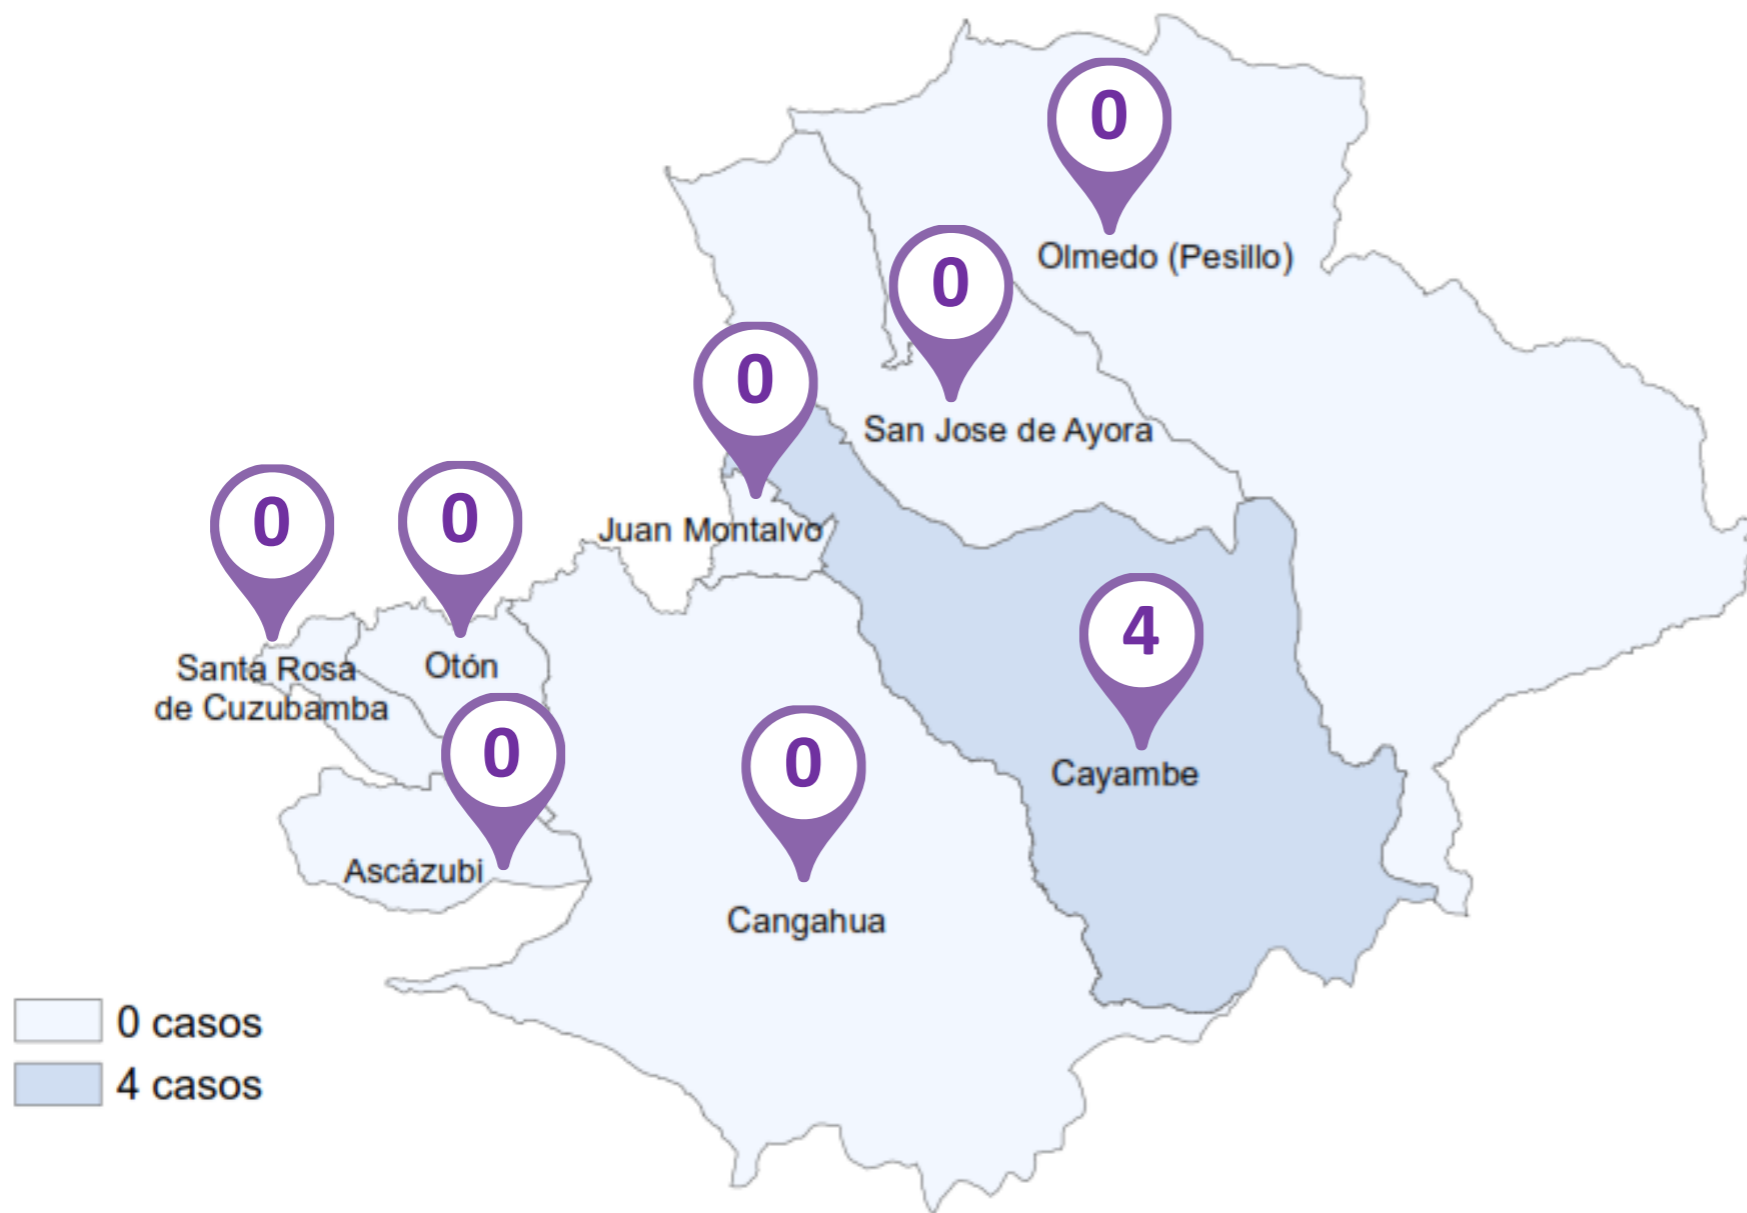 0
Olmedo (Pesillo)
0
San Jose de Ayora
0
Juan Montalvo
0
Santa Rosa
de Cuzubamba
0
Otón
4
Cayambe
0
Ascázubi
0
Cangahua
0 casos
4 casos